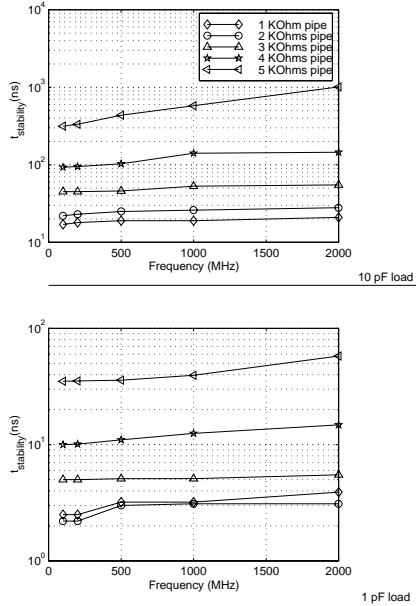 10^4
1 KOhm pipe
2 KOhms pipe
3 KOhms pipe
4 KOhms pipe
5 KOhms pipe
10^3
t_stability(ns)
10^2
10^1
0 500 1000 1500 2000
Frequency (MHz)
10 pF load
10^2
t_stability(ns)
10^1
10^0
0 500 1000 1500 2000
Frequency (MHz)
1 pF load